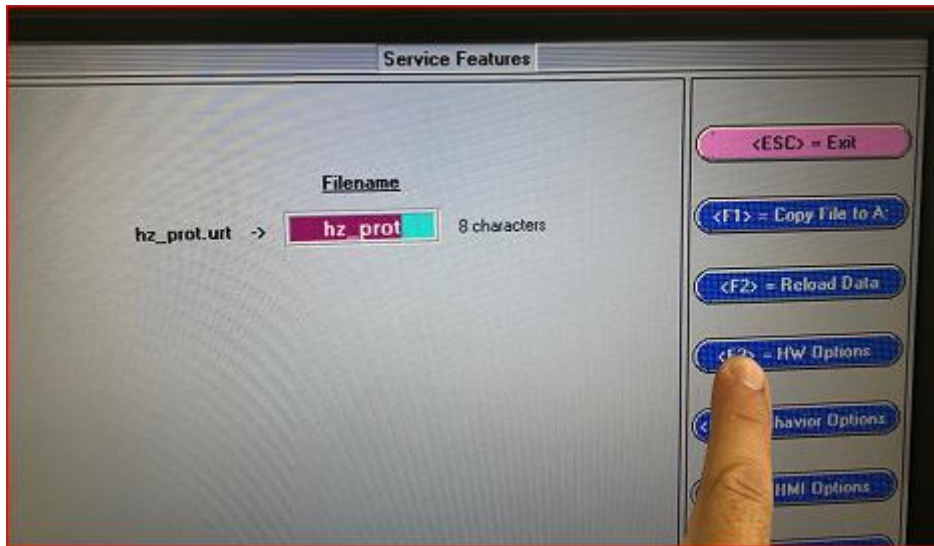 Service Features
<ESC> = Exit
Filename
<F1> = Copy File to A:
hz_prot.urt -> hz_prot 8 characters
<F2> = Reload Data
= HW Options
Options
HMI Options